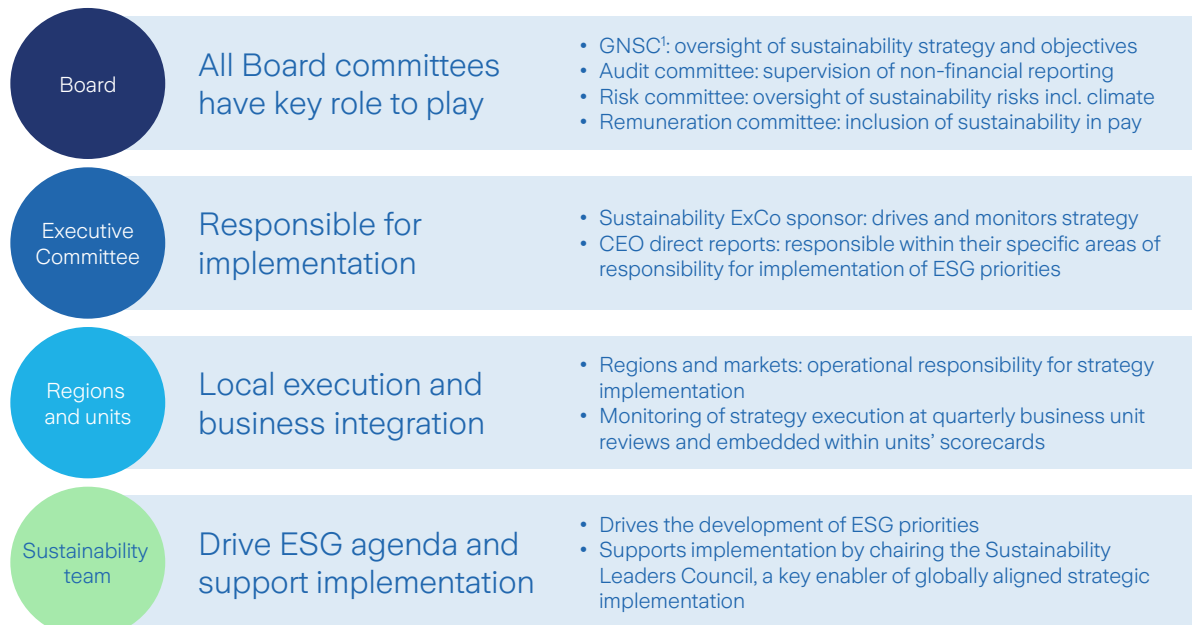 Board
All Board committees
have key role to play
• GNSC¹: oversight of sustainability strategy and objectives
• Audit committee: supervision of non-financial reporting
• Risk committee: oversight of sustainability risks incl. climate
• Remuneration committee: inclusion of sustainability in pay
Executive
Committee
Responsible for
implementation
• Sustainability ExCo sponsor: drives and monitors strategy
• CEO direct reports: responsible within their specific areas of
responsibility for implementation of ESG priorities
Regions
and units
Local execution and
business integration
• Regions and markets: operational responsibility for strategy
implementation
• Monitoring of strategy execution at quarterly business unit
reviews and embedded within units’ scorecards
Sustainability
team
Drive ESG agenda and
support implementation
• Drives the development of ESG priorities
• Supports implementation by chairing the Sustainability
Leaders Council, a key enabler of globally aligned strategic
implementation